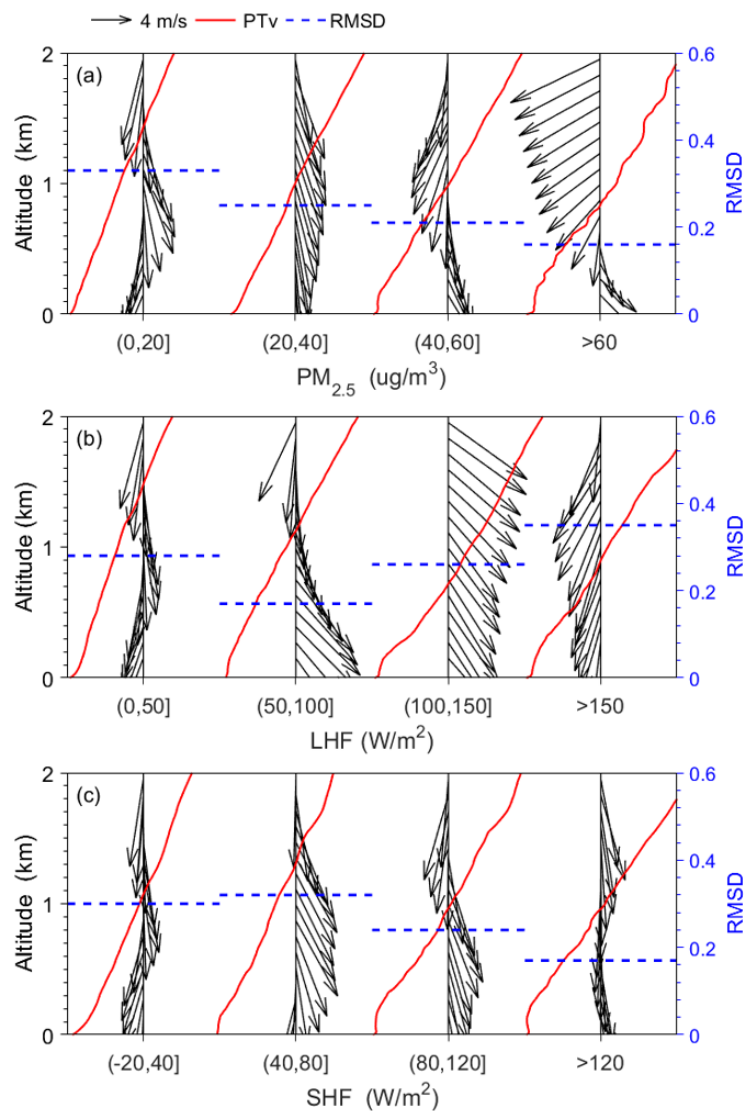 4 m/s PTv RMSD
(a)
2
1
0
Altitude (km)
0.6
0.4
0.2
0
RMSD
(0,20] (20,40] (40,60] >60
PM2.5 (ug/m3)
(b)
2
1
0
Altitude (km)
0.6
0.4
0.2
0
RMSD
(0,50] (50,100] (100,150] >150
LHF (W/m2)
(c)
2
1
0
Altitude (km)
0.6
0.4
0.2
0
RMSD
(-20,40] (40,80] (80,120] >120
SHF (W/m2)